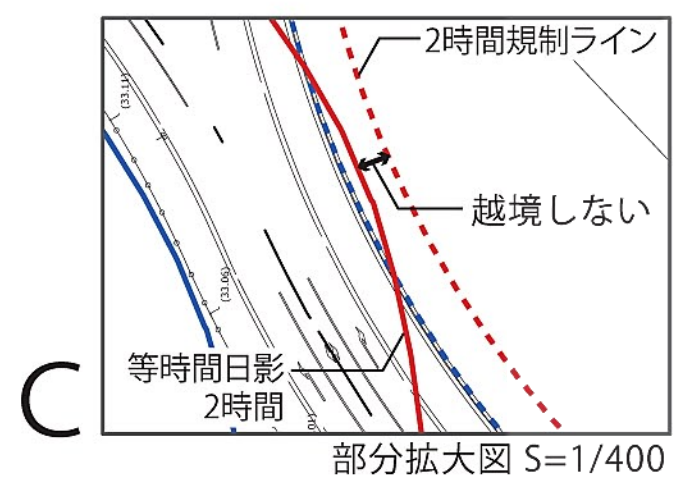 (33.11)
2時間規制ライン
越境しない
(33.06)
等時間日影
2時間
C
部分拡大図 S=1/400